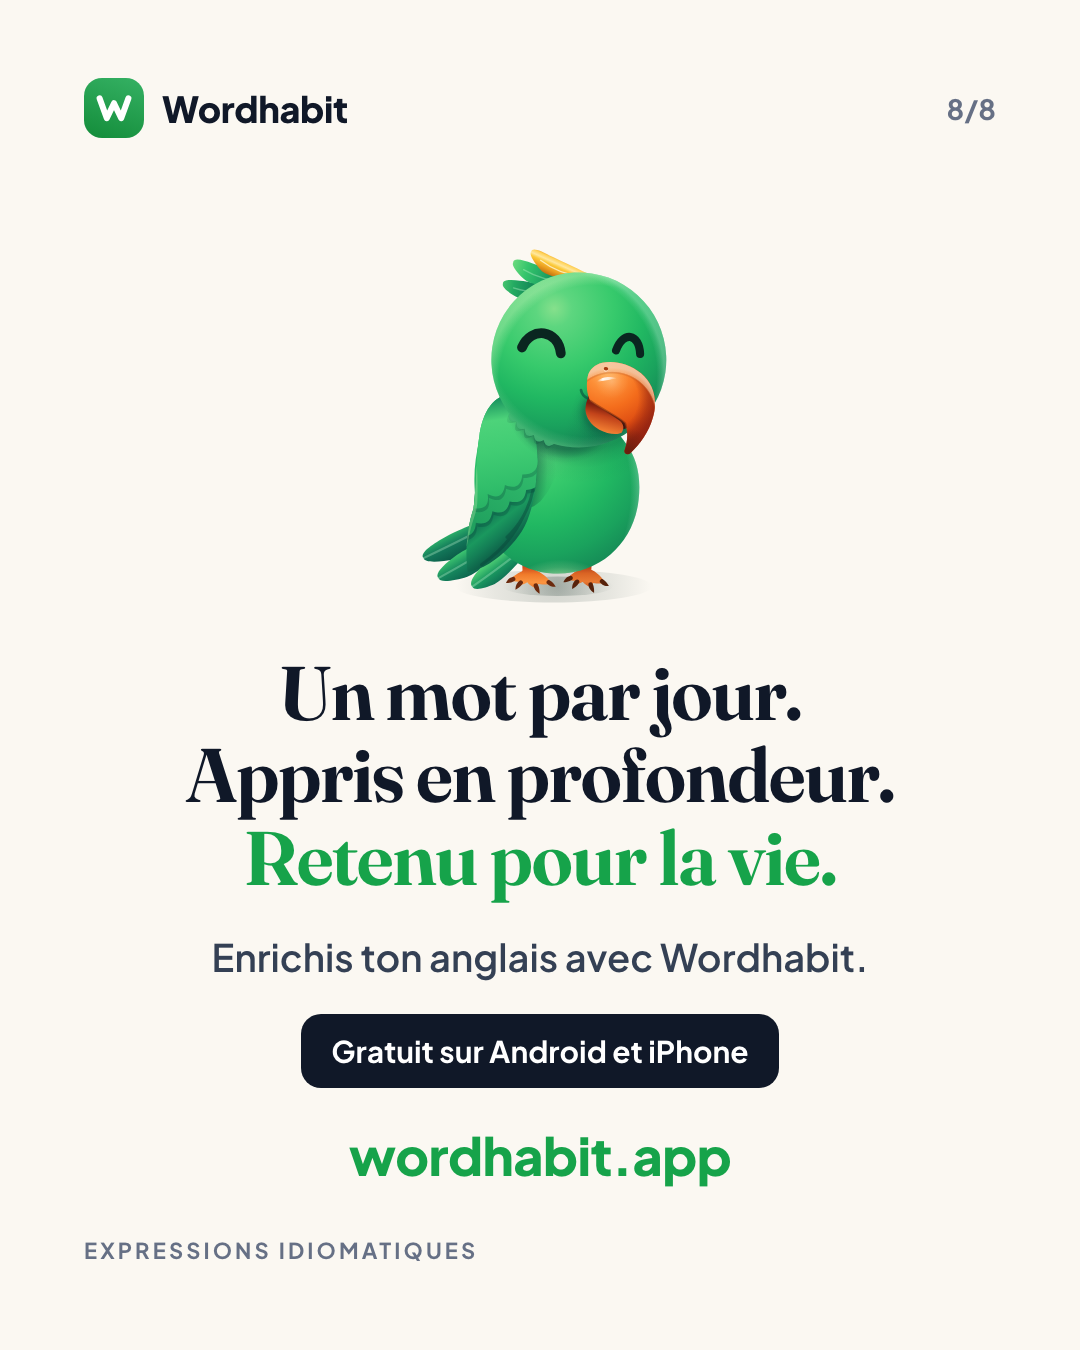 Wordhabit
8/8
Un mot par jour.
Appris en profondeur.
Retenu pour la vie.
Enrichis ton anglais avec Wordhabit.
Gratuit sur Android et iPhone
wordhabit.app
EXPRESSIONS IDIOMATIQUES